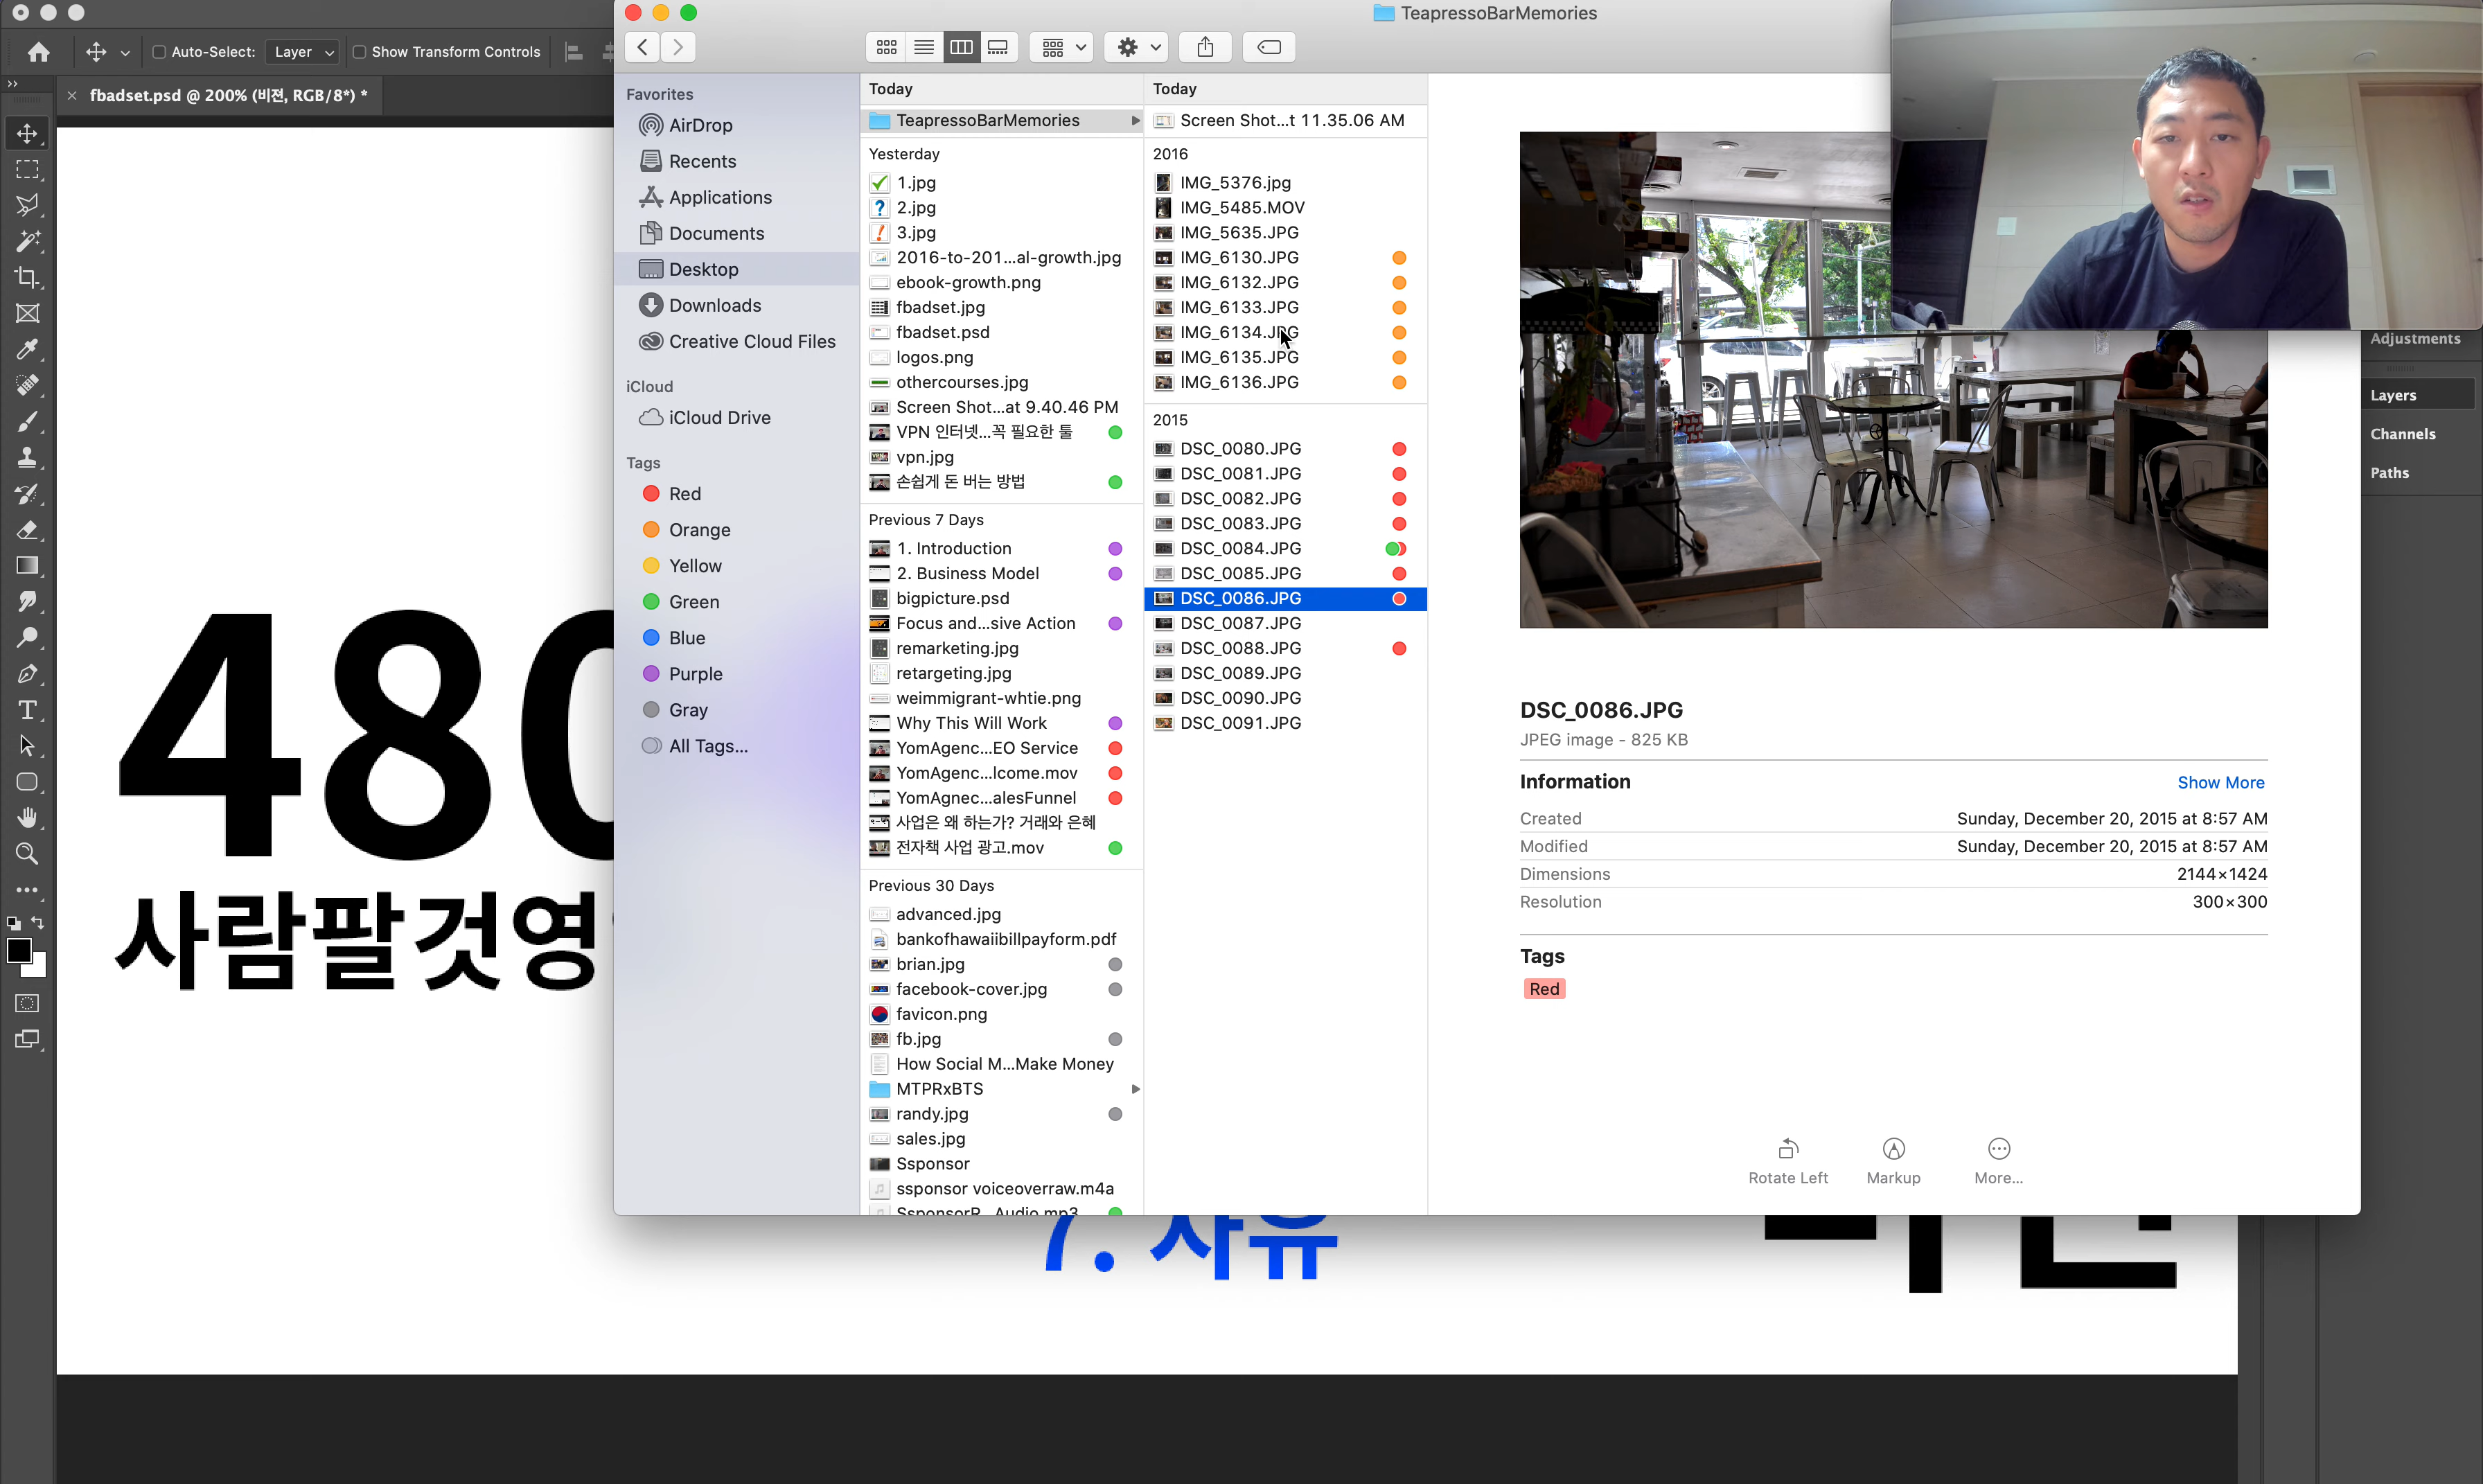 TeapressoBarMemories
Auto-Select:
Layer
Show Transform Controls
fbadset.psd @ 200% (비젼, RGB/8*) *
Favorites
AirDrop
Recents
Applications
Documents
Desktop
Downloads
Creative Cloud Files
iCloud
iCloud Drive
Tags
Red
Orange
Yellow
Green
Blue
Purple
Gray
All Tags...
Today
TeapressoBarMemories
Yesterday
1.jpg
2.jpg
3.jpg
2016-to-201...al-growth.jpg
ebook-growth.png
fbadset.jpg
fbadset.psd
logos.png
othercourses.jpg
Screen Shot...at 9.40.46 PM
VPN 인터넷...꼭 필요한 툴
vpn.jpg
손쉽게 돈 버는 방법
Previous 7 Days
1. Introduction
2. Business Model
bigpicture.psd
Focus and...sive Action
remarketing.jpg
retargeting.jpg
weimmigrant-whtie.png
Why This Will Work
YomAgenc...EO Service
YomAgenc...lcome.mov
YomAgnec...alesFunnel
사업은 왜 하는가? 거래와 은혜
전자책 사업 광고.mov
Previous 30 Days
advanced.jpg
bankofhawaiibillpayform.pdf
brian.jpg
facebook-cover.jpg
favicon.png
fb.jpg
How Social M...Make Money
MTPRxBTS
randy.jpg
sales.jpg
Ssponsor
ssponsor voiceoverraw.m4a
SsponsorR...Audio.mp3
Today
Screen Shot...t 11.35.06 AM
2016
IMG_5376.jpg
IMG_5485.MOV
IMG_5635.JPG
IMG_6130.JPG
IMG_6132.JPG
IMG_6133.JPG
IMG_6134.JPG
IMG_6135.JPG
IMG_6136.JPG
2015
DSC_0080.JPG
DSC_0081.JPG
DSC_0082.JPG
DSC_0083.JPG
DSC_0084.JPG
DSC_0085.JPG
DSC_0086.JPG
DSC_0087.JPG
DSC_0088.JPG
DSC_0089.JPG
DSC_0090.JPG
DSC_0091.JPG
DSC_0086.JPG
JPEG image - 825 KB
Information Show More
Created Sunday, December 20, 2015 at 8:57 AM
Modified Sunday, December 20, 2015 at 8:57 AM
Dimensions 2144×1424
Resolution 300×300
Tags
Red
Rotate Left Markup More...
Adjustments
Layers
Channels
Paths
480
사람팔것영
7. 사유